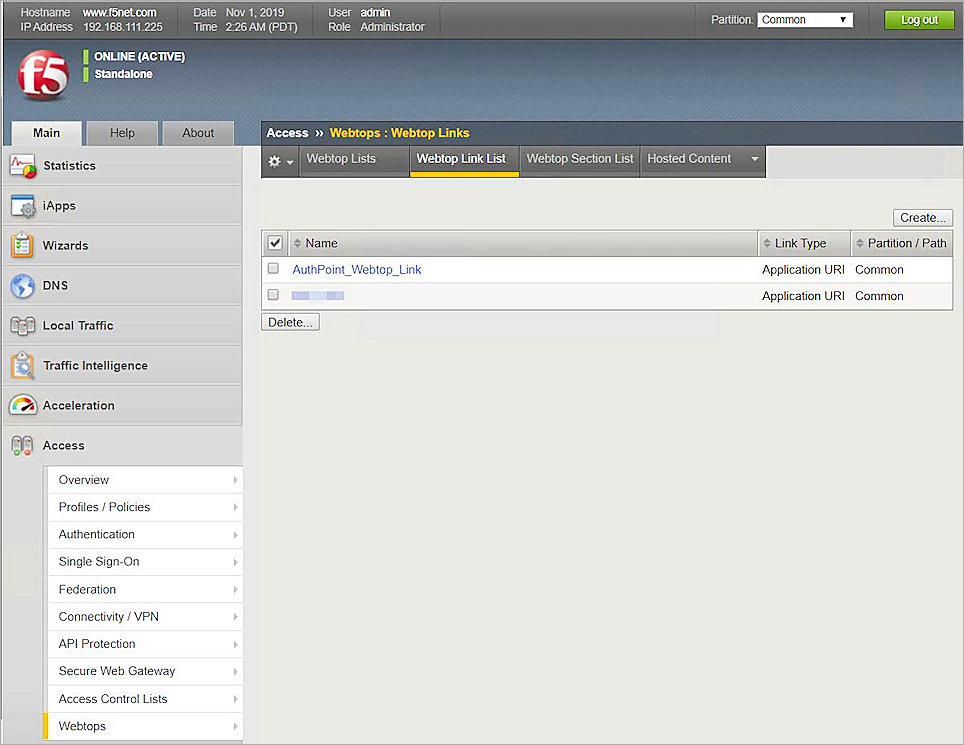 Hostname www.f5net.com Date Nov 1, 2019 User admin Partition: Common Log out
IP Address 192.168.111.225 Time 2:26 AM (PDT) Role Administrator
f5
ONLINE (ACTIVE)
Standalone
Main Help About
Access ›› Webtops : Webtop Links
Webtop Lists Webtop Link List Webtop Section List Hosted Content
Statistics
iApps
Wizards
DNS
Local Traffic
Traffic Intelligence
Acceleration
Access
Overview
Profiles / Policies
Authentication
Single Sign-On
Federation
Connectivity / VPN
API Protection
Secure Web Gateway
Access Control Lists
Webtops
Create...
Name Link Type Partition / Path
AuthPoint_Webtop_Link Application URI Common
Application URI Common
Delete...